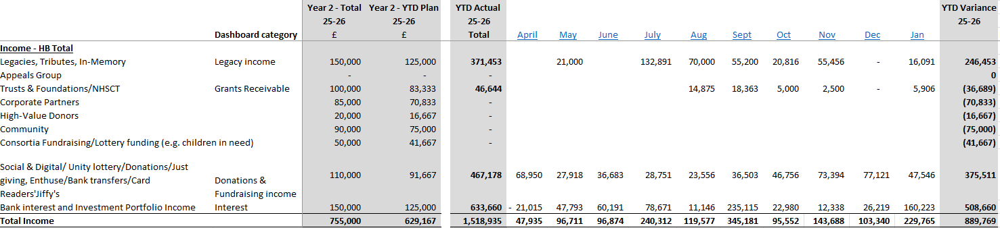 Year 2 - Total Year 2 - YTD Plan YTD Actual YTD Variance
25-26 25-26 25-26 25-26
Dashboard category £ £ Total April May June July Aug Sept Oct Nov Dec Jan
Income - HB Total
Legacies, Tributes, In-Memory Legacy income 150,000 125,000 371,453 21,000 132,891 70,000 55,200 20,816 55,456 - 16,091 246,453
Appeals Group - - - 0
Trusts & Foundations/NHSCT Grants Receivable 100,000 83,333 46,644 14,875 18,363 5,000 2,500 - 5,906 (36,689)
Corporate Partners 85,000 70,833 - (70,833)
High-Value Donors 20,000 16,667 - (16,667)
Community 90,000 75,000 - (75,000)
Consortia Fundraising/Lottery funding (e.g. children in need) 50,000 41,667 - (41,667)
Social & Digital/ Unity lottery/Donations/Just
giving, Enthuse/Bank transfers/Card Donations & 110,000 91,667 467,178 68,950 27,918 36,683 28,751 23,556 36,503 46,756 73,394 77,121 47,546 375,511
Readers'Jiffy's Fundraising income
Bank interest and Investment Portfolio Income Interest 150,000 125,000 633,660 - 21,015 47,793 60,191 78,671 11,146 235,115 22,980 12,338 26,219 160,223 508,660
Total Income 755,000 629,167 1,518,935 47,935 96,711 96,874 240,312 119,577 345,181 95,552 143,688 103,340 229,765 889,769